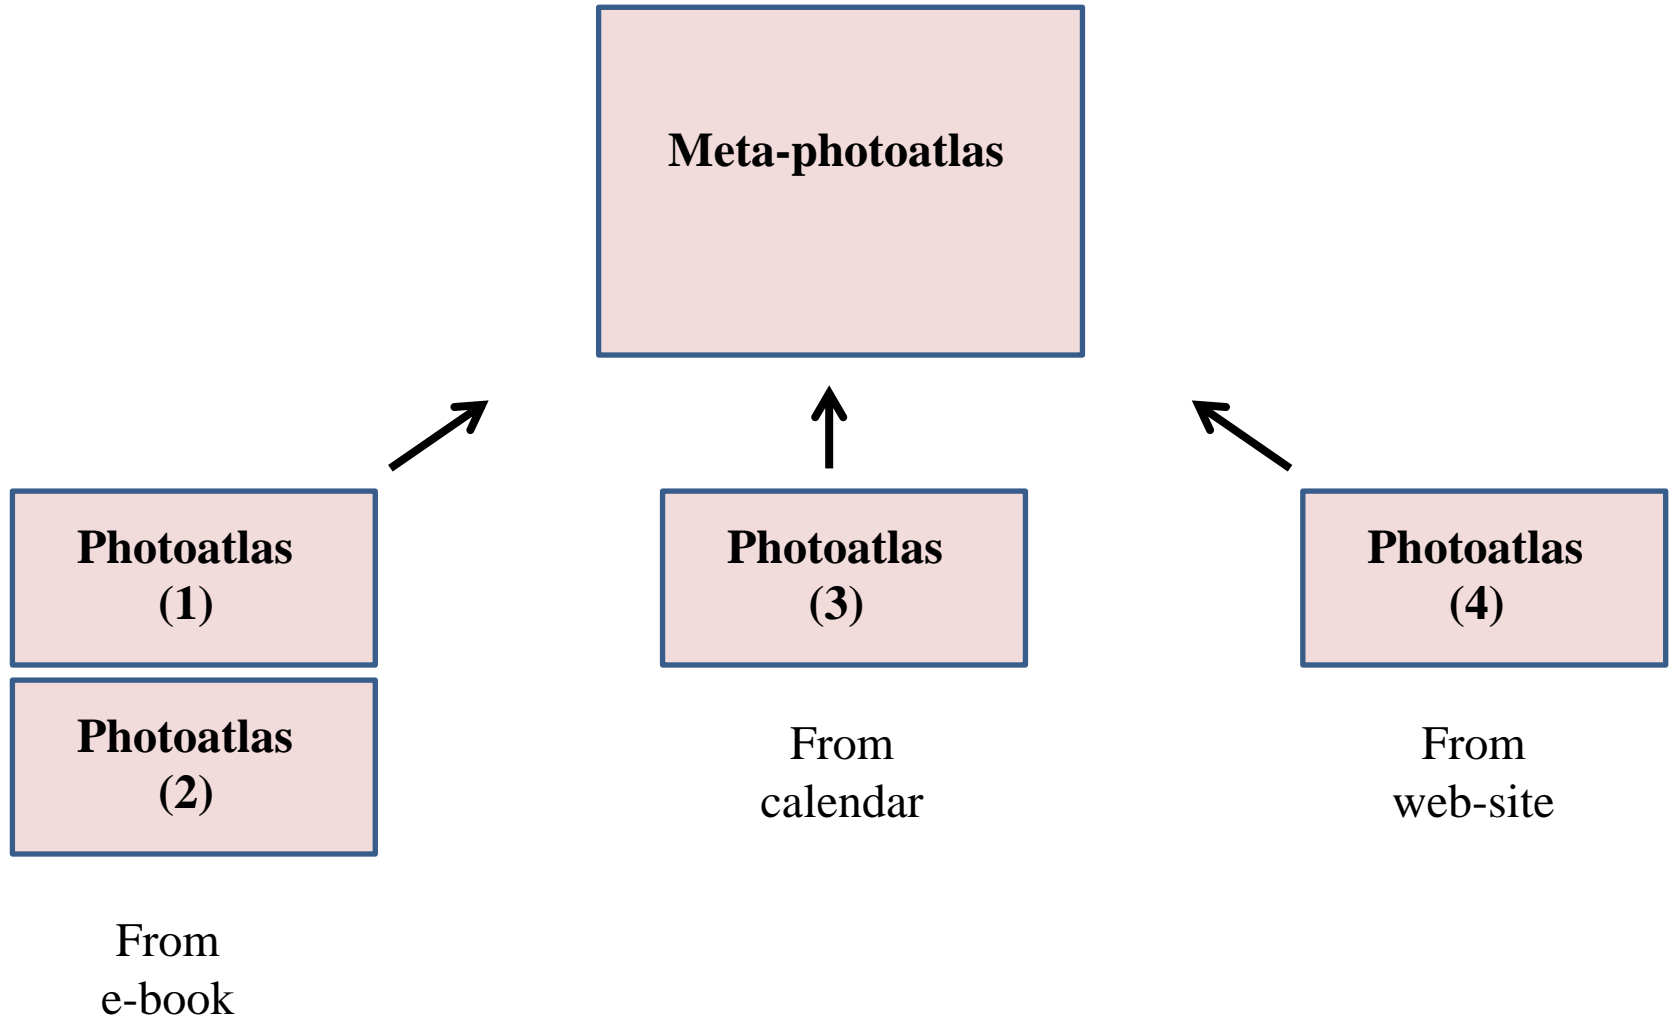 Meta-photoatlas
Photoatlas
(1)
Photoatlas
(2)
From
e-book
Photoatlas
(3)
From
calendar
Photoatlas
(4)
From
web-site